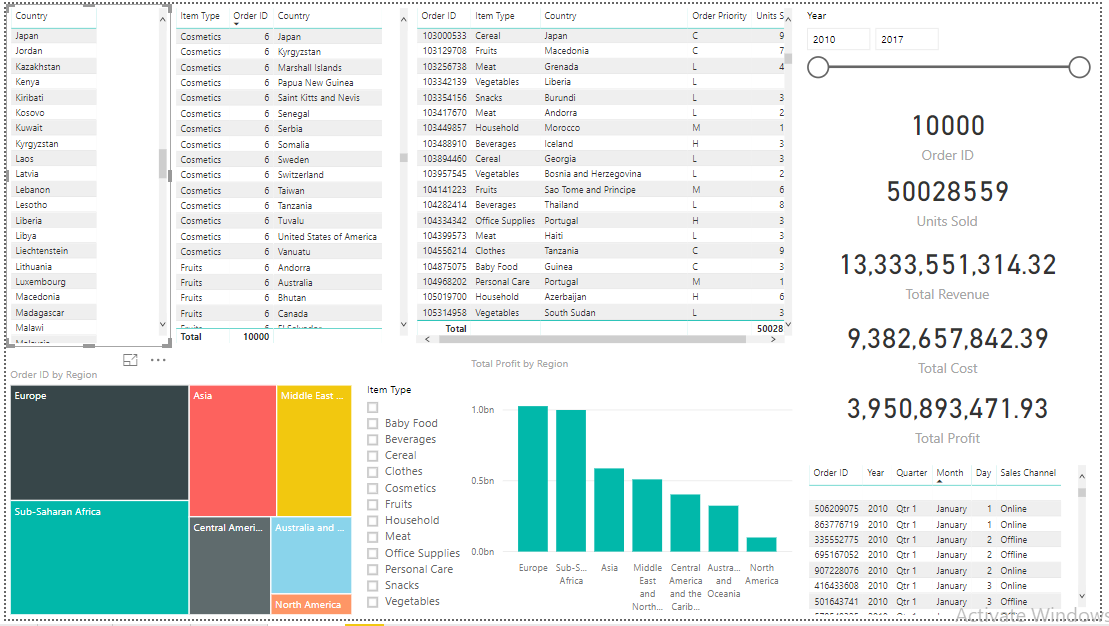 Country
Japan
Jordan
Kazakhstan
Kenya
Kiribati
Kosovo
Kuwait
Kyrgyzstan
Laos
Latvia
Lebanon
Lesotho
Liberia
Libya
Liechtenstein
Lithuania
Luxembourg
Macedonia
Madagascar
Malawi
Malaysia
Item Type Order ID Country
Cosmetics 6 Japan
Cosmetics 6 Kyrgyzstan
Cosmetics 6 Marshall Islands
Cosmetics 6 Papua New Guinea
Cosmetics 6 Saint Kitts and Nevis
Cosmetics 6 Senegal
Cosmetics 6 Serbia
Cosmetics 6 Somalia
Cosmetics 6 Sweden
Cosmetics 6 Switzerland
Cosmetics 6 Taiwan
Cosmetics 6 Tanzania
Cosmetics 6 Tuvalu
Cosmetics 6 United States of America
Cosmetics 6 Vanuatu
Fruits 6 Andorra
Fruits 6 Australia
Fruits 6 Bhutan
Fruits 6 Canada
Fruits 6 El Salvador
Total 10000
Order ID Item Type Country Order Priority Units S
103000533 Cereal Japan C 9
103129708 Fruits Macedonia C 7
103256738 Meat Grenada L 4
103342139 Vegetables Liberia L
103354156 Snacks Burundi L 3
103417670 Meat Andorra L 2
103449857 Household Morocco M 1
103488910 Beverages Iceland H 3
103894460 Cereal Georgia L 3
103957545 Vegetables Bosnia and Herzegovina L 2
104141223 Fruits Sao Tome and Principe M 6
104282414 Beverages Thailand L 8
104334342 Office Supplies Portugal H 3
104399573 Meat Haiti L 3
104556214 Clothes Tanzania C 9
104875075 Baby Food Guinea C 3
104968202 Personal Care Portugal M 1
105019700 Household Azerbaijan H 6
105314958 Vegetables South Sudan L 3
Total 50028
Year
2010 2017
10000
Order ID
50028559
Units Sold
13,333,551,314.32
Total Revenue
9,382,657,842.39
Total Cost
3,950,893,471.93
Total Profit
Order ID by Region
Europe
Asia
Middle East ...
Sub-Saharan Africa
Central Ameri...
Australia and ...
North America
Item Type
Baby Food
Beverages
Cereal
Clothes
Cosmetics
Fruits
Household
Meat
Office Supplies
Personal Care
Snacks
Vegetables
Total Profit by Region
1.0bn
0.5bn
0.0bn
Europe
Sub-S...
Africa
Asia
Middle
East
and
North...
Central
America
and the
Carib...
Austra...
and
Oceania
North
America
Order ID Year Quarter Month Day Sales Channel
506209075 2010 Qtr 1 January 1 Online
863776719 2010 Qtr 1 January 1 Online
335552775 2010 Qtr 1 January 2 Offline
695167052 2010 Qtr 1 January 2 Offline
907228076 2010 Qtr 1 January 2 Online
416433608 2010 Qtr 1 January 3 Online
501643741 2010 Qtr 1 January 3 Offline
Activate Windows